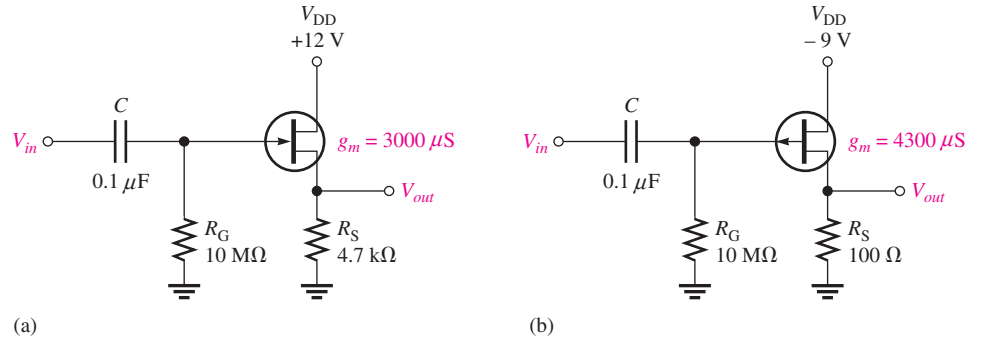 V_DD
+12 V
C
V_in
0.1 μF
g_m = 3000 μS
V_out
R_G
10 MΩ
R_S
4.7 kΩ
(a)
V_DD
– 9 V
C
V_in
0.1 μF
g_m = 4300 μS
V_out
R_G
10 MΩ
R_S
100 Ω
(b)